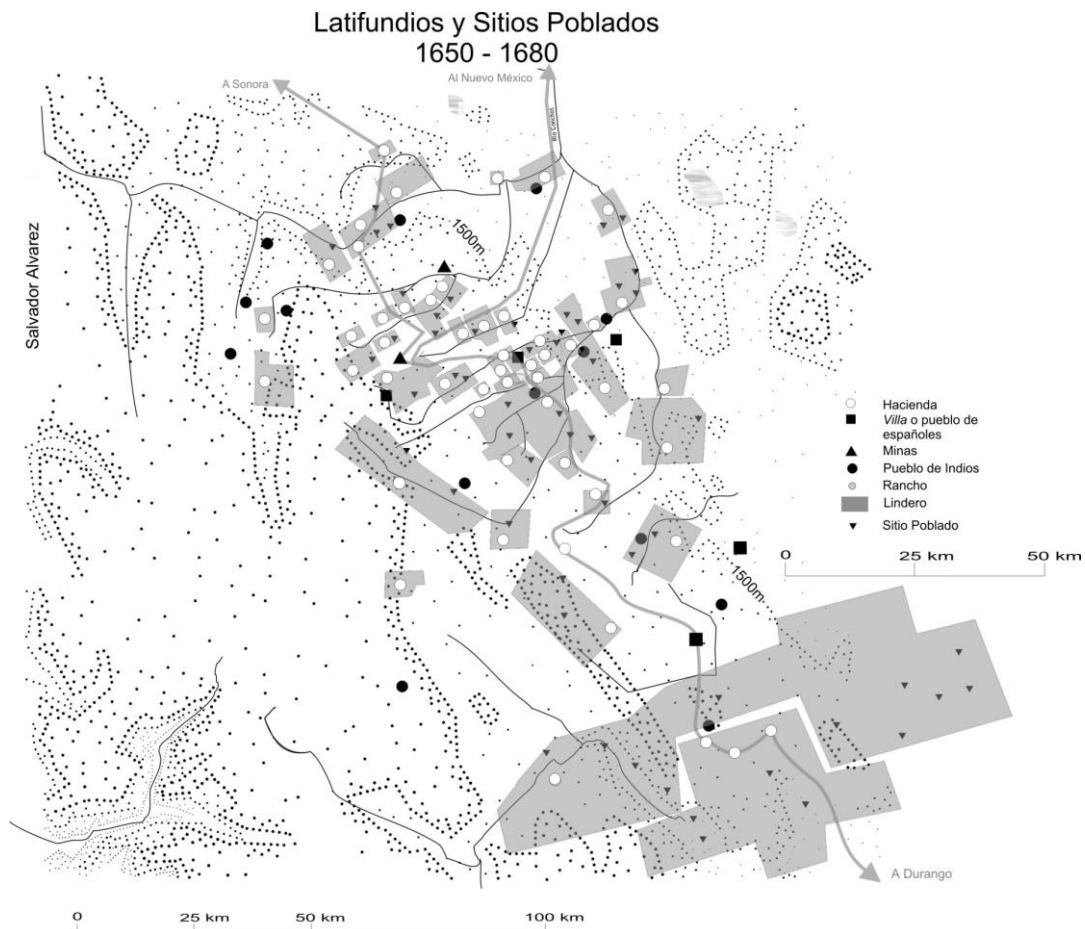 Latifundios y Sitios Poblados
1650 - 1680
A Sonora
Al Nuevo México
Río Conchos
Salvador Alvarez
1500m
Hacienda
Villa o pueblo de
españoles
Minas
Pueblo de Indios
Rancho
Lindero
Sitio Poblado
0 25 km 50 km
1500m
A Durango
0 25 km 50 km 100 km